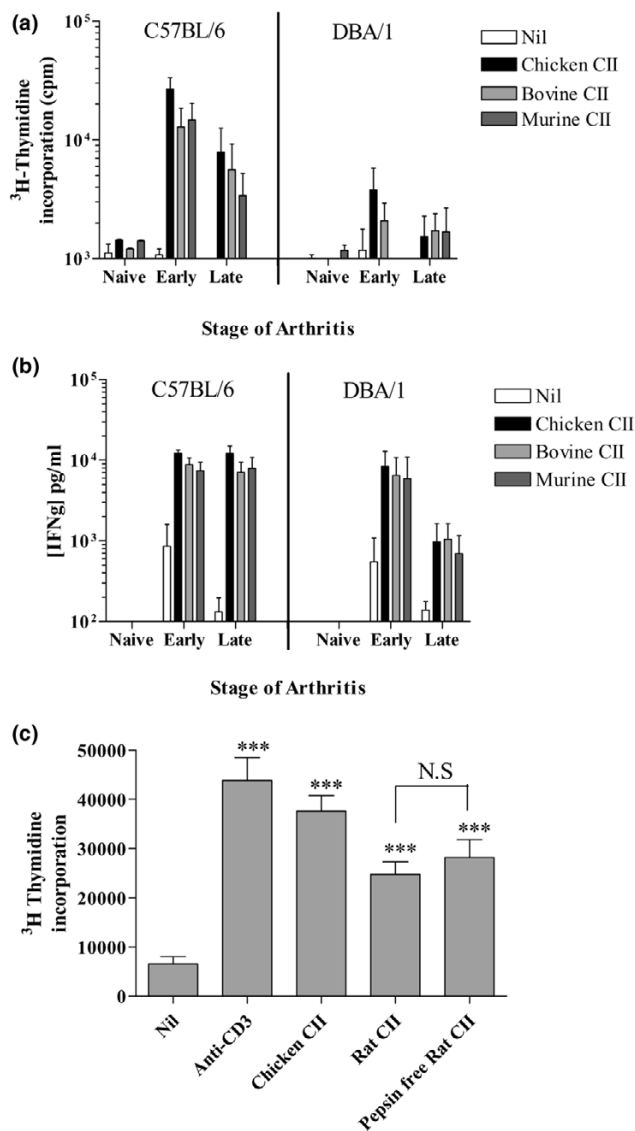 (a)
C57BL/6
DBA/1
Nil
Chicken CII
Bovine CII
Murine CII
³H-Thymidine
incorporation (cpm)
10⁵
10⁴
10³
Naive Early Late
Naive Early Late
Stage of Arthritis
(b)
C57BL/6
DBA/1
Nil
Chicken CII
Bovine CII
Murine CII
[IFNg] pg/ml
10⁵
10⁴
10³
10²
Naive Early Late
Naive Early Late
Stage of Arthritis
(c)
³H Thymidine
incorporation
50000
40000
30000
20000
10000
0
***
***
***
N.S
***
Nil
Anti-CD3
Chicken CII
Rat CII
Pepsin free Rat CII